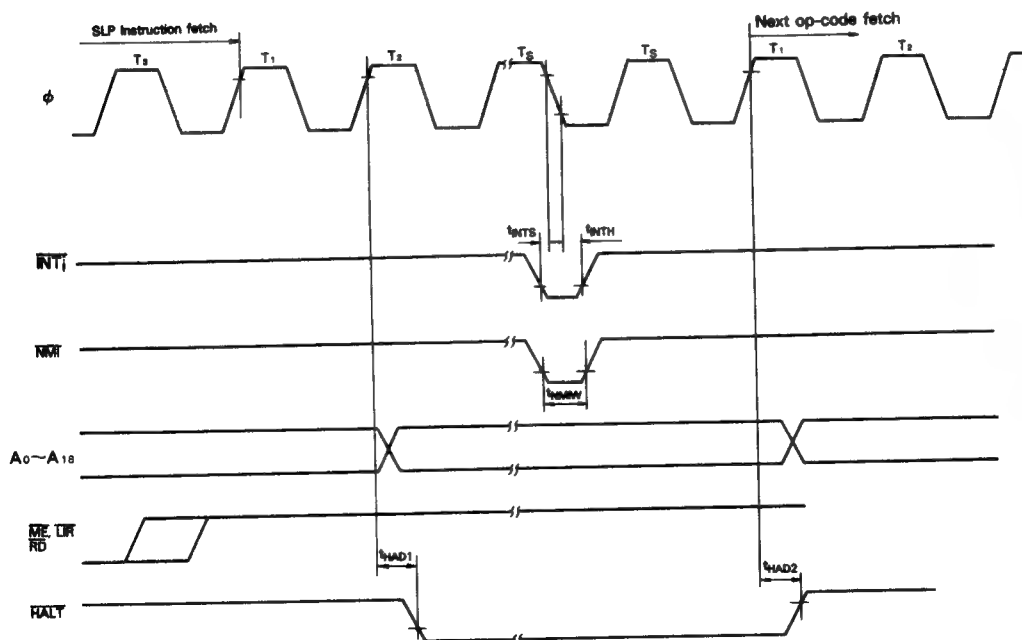 SLP Instruction fetch
Next op-code fetch
T3 T1 T2 TS TS T1 T2
φ
tINTS tINTH
INTi
NMI
tNMIW
A0~A18
ME, LIR
RD
tHAD1
tHAD2
HALT